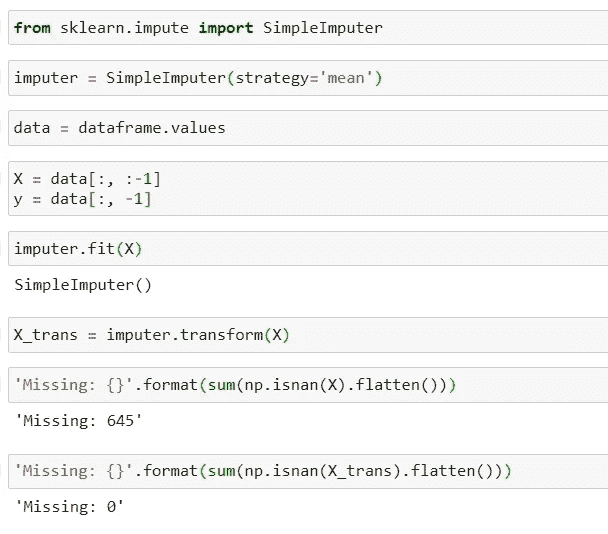 from sklearn.impute import SimpleImputer
imputer = SimpleImputer(strategy='mean')
data = dataframe.values
X = data[:, :-1]
y = data[:, -1]
imputer.fit(X)
SimpleImputer()
X_trans = imputer.transform(X)
'Missing: {}'.format(sum(np.isnan(X).flatten()))
'Missing: 645'
'Missing: {}'.format(sum(np.isnan(X_trans).flatten()))
'Missing: 0'